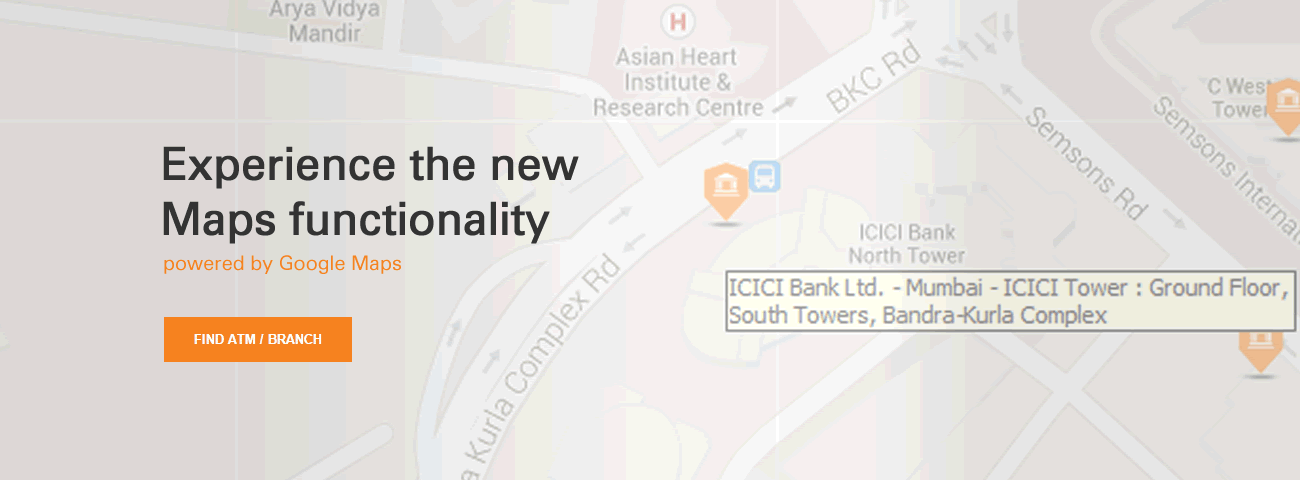 Arya Vidya
Mandir
H
Asian Heart
Institute &
Research Centre
BKC Rd
C West
Tower
Semsons Rd
Semsons Internat
Experience the new
Maps functionality
powered by Google Maps
FIND ATM / BRANCH
ICICI Bank
North Tower
ICICI Bank Ltd. - Mumbai - ICICI Tower : Ground Floor,
South Towers, Bandra-Kurla Complex
a Kurla Complex Rd